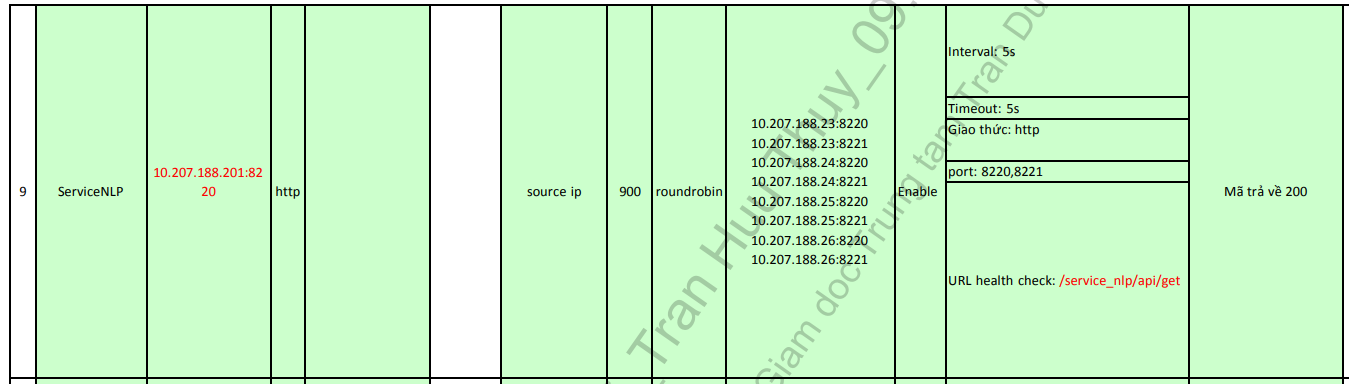 9
ServiceNLP
10.207.188.201:82
20
http
source ip
900
roundrobin
10.207.188.23:8220
10.207.188.23:8221
10.207.188.24:8220
10.207.188.24:8221
10.207.188.25:8220
10.207.188.25:8221
10.207.188.26:8220
10.207.188.26:8221
Enable
Interval: 5s
Timeout: 5s
Giao thức: http
port: 8220,8221
URL health check: /service_nlp/api/get
Mã trả về 200
Tran Huu Thuy_09.
Giam doc Trung tam Tran Du